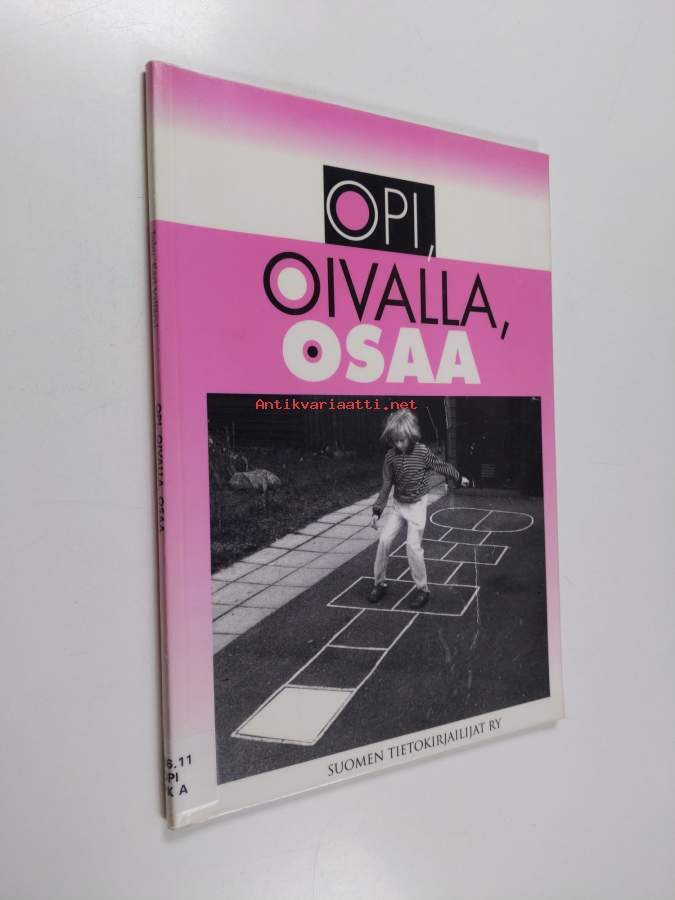 OPI,
OIVALLA,
OSAA
Antikvariaatti.net
SUOMEN TIETOKIRJAILIJAT RY
OPI, OIVALLA, OSAA
6.11
PI
K A